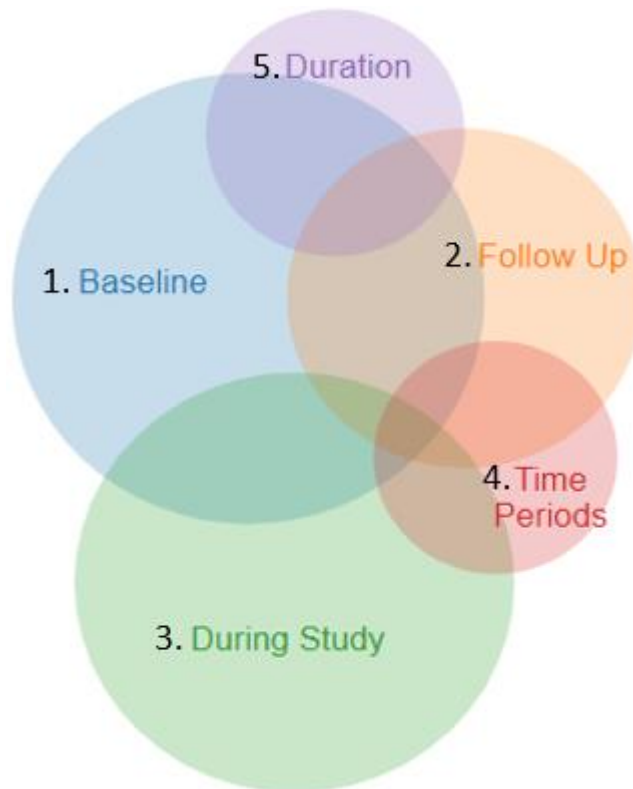 5. Duration
2. Follow Up
1. Baseline
4. Time
Periods
3. During Study